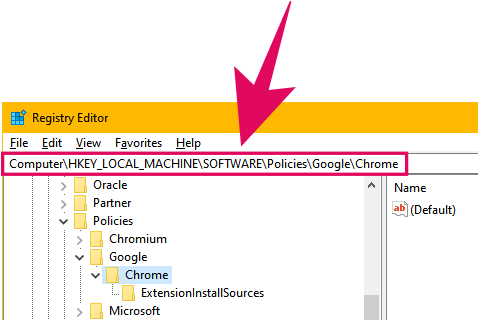 Registry Editor
File Edit View Favorites Help
Computer\HKEY_LOCAL_MACHINE\SOFTWARE\Policies\Google\Chrome
Oracle
Partner
Policies
Chromium
Google
Chrome
ExtensionInstallSources
Microsoft
Name
ab
(Default)